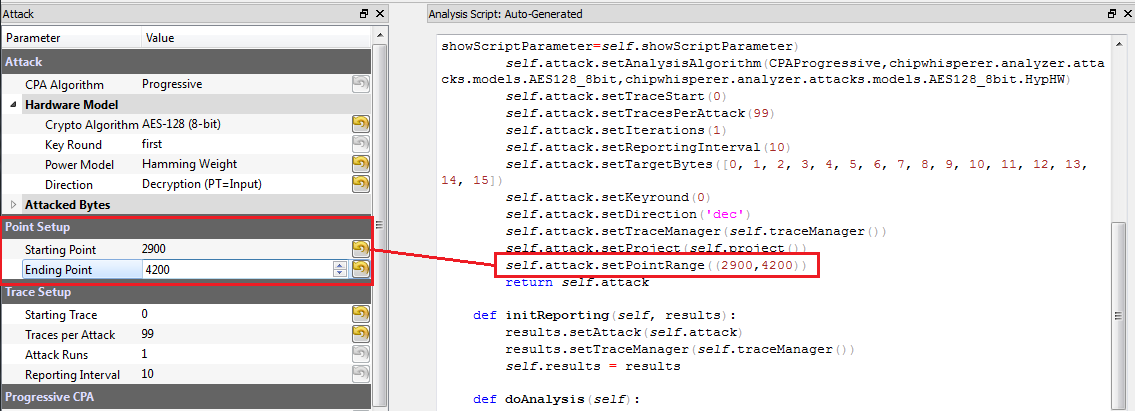 Attack
Parameter Value
Attack
CPA Algorithm Progressive
Hardware Model
Crypto Algorithm AES-128 (8-bit)
Key Round first
Power Model Hamming Weight
Direction Decryption (PT=Input)
Attacked Bytes
Point Setup
Starting Point 2900
Ending Point 4200
Trace Setup
Starting Trace 0
Traces per Attack 99
Attack Runs 1
Reporting Interval 10
Progressive CPA
Analysis Script: Auto-Generated
showScriptParameter=self.showScriptParameter)
self.attack.setAnalysisAlgorithm(CPAProgressive,chipwhisperer.analyzer.atta
cks.models.AES128_8bit,chipwhisperer.analyzer.attacks.models.AES128_8bit.HypHW)
self.attack.setTraceStart(0)
self.attack.setTracesPerAttack(99)
self.attack.setIterations(1)
self.attack.setReportingInterval(10)
self.attack.setTargetBytes([0, 1, 2, 3, 4, 5, 6, 7, 8, 9, 10, 11, 12, 13,
14, 15])
self.attack.setKeyround(0)
self.attack.setDirection('dec')
self.attack.setTraceManager(self.traceManager())
self.attack.setProject(self.project())
self.attack.setPointRange((2900,4200))
return self.attack
def initReporting(self, results):
results.setAttack(self.attack)
results.setTraceManager(self.traceManager())
self.results = results
def doAnalysis(self):